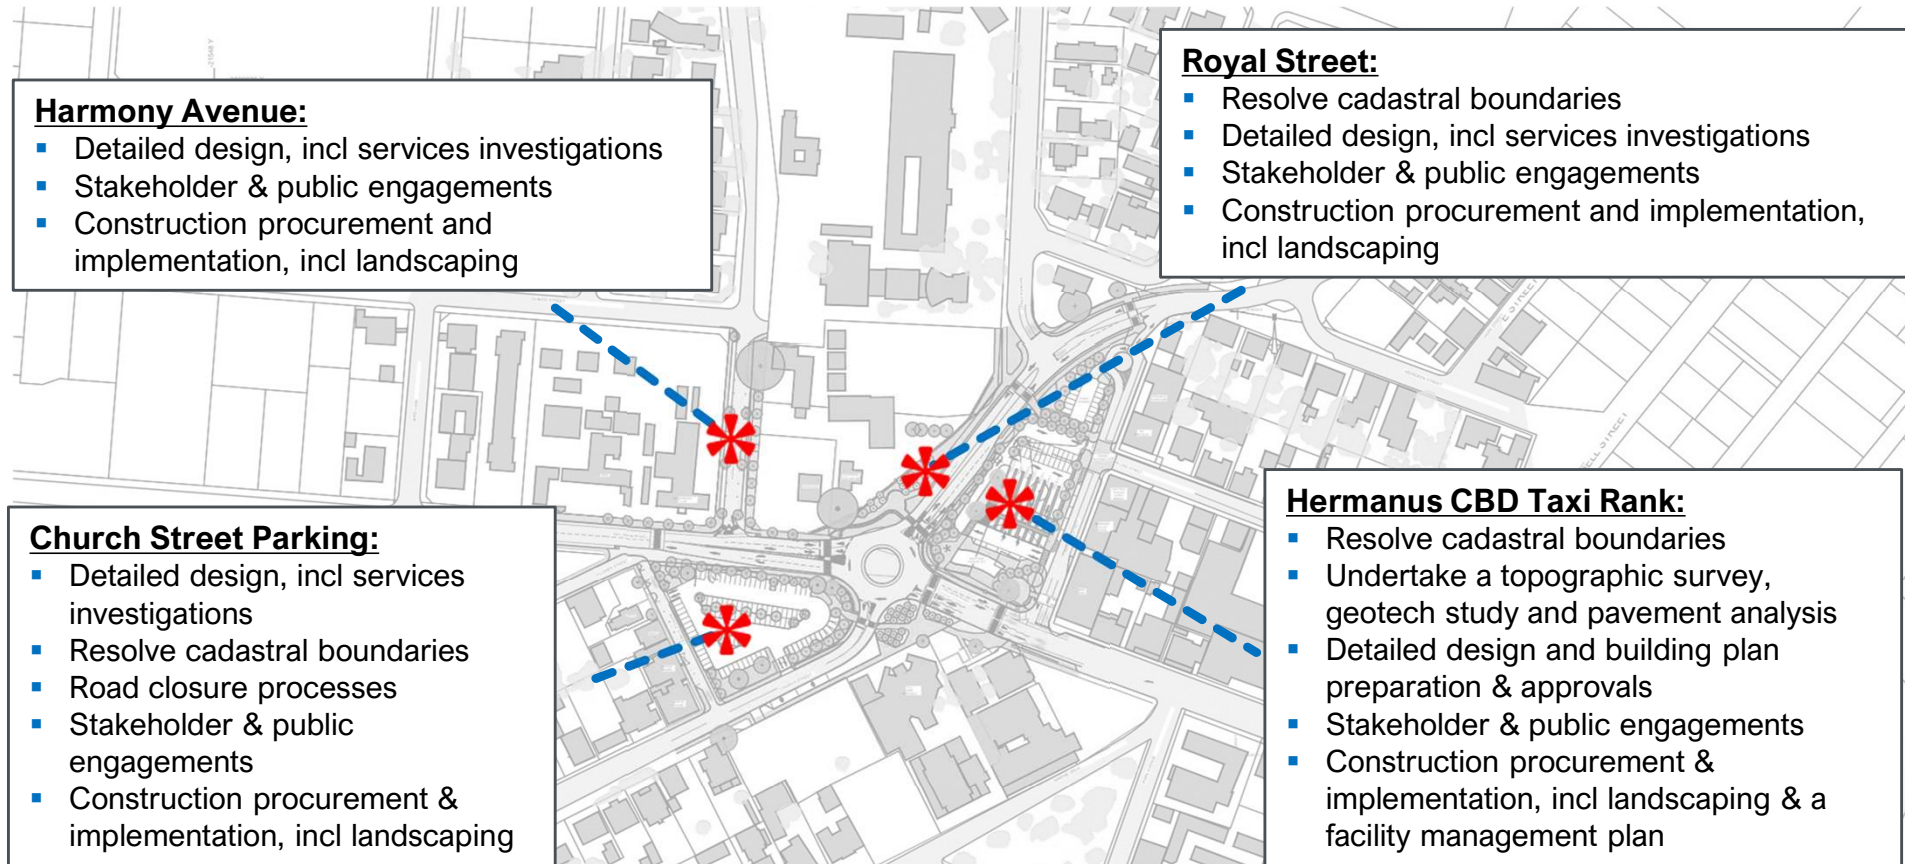 Harmony Avenue:
Detailed design, incl services investigations
Stakeholder & public engagements
Construction procurement and
implementation, incl landscaping
Royal Street:
Resolve cadastral boundaries
Detailed design, incl services investigations
Stakeholder & public engagements
Construction procurement and implementation,
incl landscaping
Church Street Parking:
Detailed design, incl services
investigations
Resolve cadastral boundaries
Road closure processes
Stakeholder & public
engagements
Construction procurement &
implementation, incl landscaping
Hermanus CBD Taxi Rank:
Resolve cadastral boundaries
Undertake a topographic survey,
geotech study and pavement analysis
Detailed design and building plan
preparation & approvals
Stakeholder & public engagements
Construction procurement &
implementation, incl landscaping & a
facility management plan